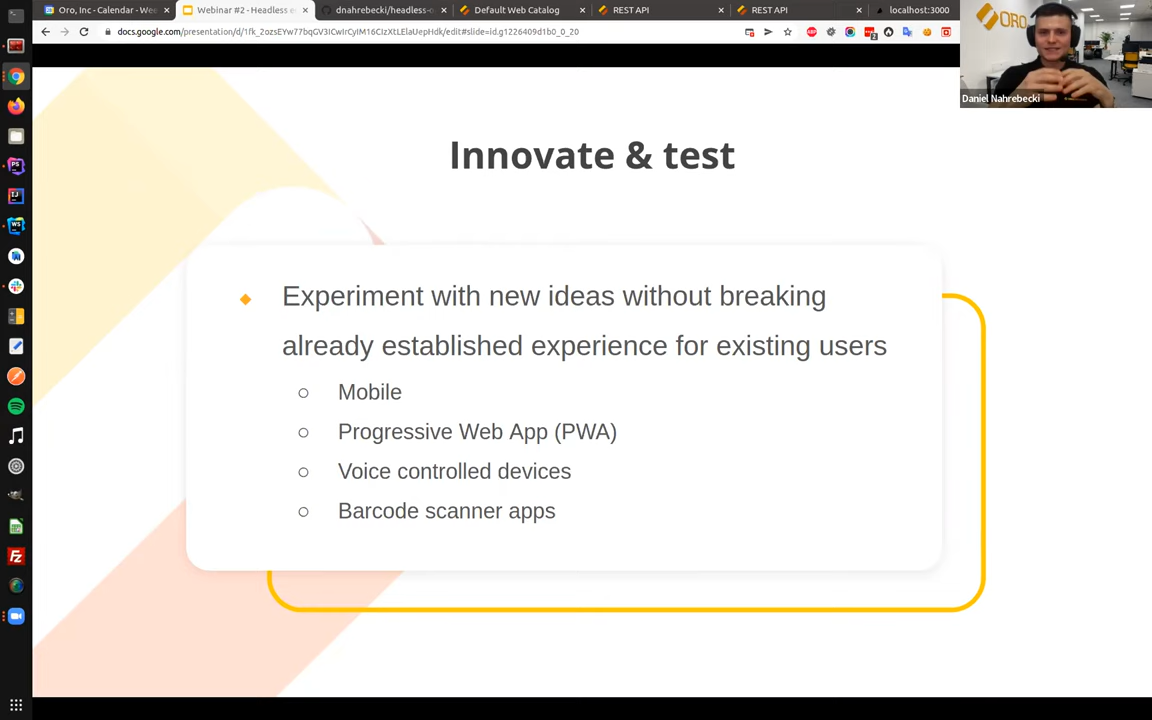 Oro, Inc - Calendar - We
Webinar #2 - Headless e
dnahrebecki/headless-o
Default Web Catalog
REST API
REST API
localhost:3000
docs.google.com/presentation/d/1fk_2ozsEYw77bqGV3ICwIrCyIM16CIzXtLElaUepHdk/edit#slide=id.g1226409d1b0_0_20
ORO
Daniel Nahrebecki
Innovate & test
Experiment with new ideas without breaking
already established experience for existing users
Mobile
Progressive Web App (PWA)
Voice controlled devices
Barcode scanner apps